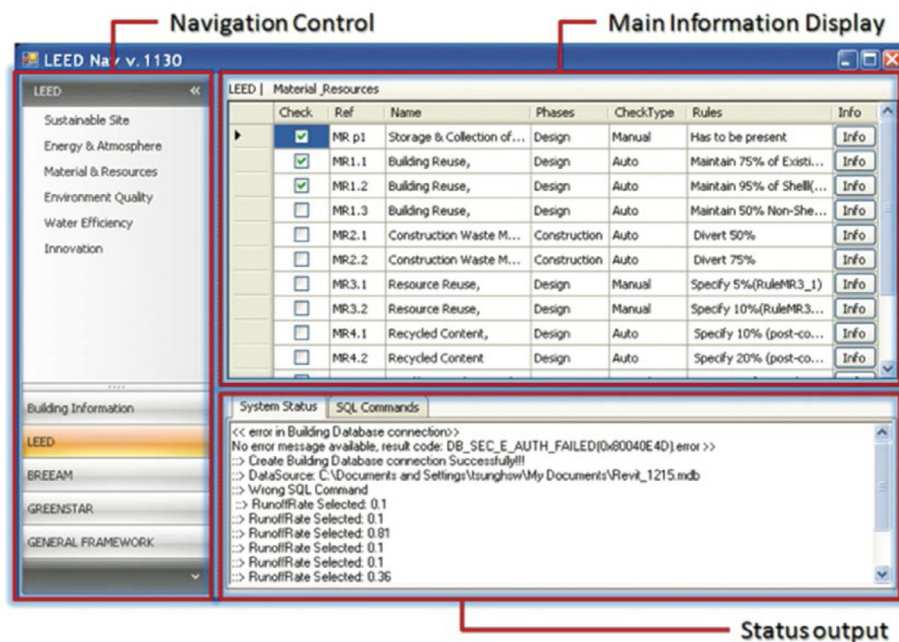 Navigation Control
Main Information Display
LEED Nav v. 1130
LEED «
Sustainable Site
Energy & Atmosphere
Material & Resources
Environment Quality
Water Efficiency
Innovation
Building Information
LEED
BREEAM
GREENSTAR
GENERAL FRAMEWORK
LEED | Material_Resources
Check Ref Name Phases CheckType Rules Info
MR p1 Storage & Collection of... Design Manual Has to be present Info
MR1.1 Building Reuse, Design Auto Maintain 75% of Existi... Info
MR1.2 Building Reuse, Design Auto Maintain 95% of Shelll(... Info
MR1.3 Building Reuse, Design Auto Maintain 50% Non-She... Info
MR2.1 Construction Waste M... Construction Auto Divert 50% Info
MR2.2 Construction Waste M... Construction Auto Divert 75% Info
MR3.1 Resource Reuse, Design Manual Specify 5%(RuleMR3_1) Info
MR3.2 Resource Reuse, Design Manual Specify 10%(RuleMR3... Info
MR4.1 Recycled Content, Design Auto Specify 10% (post-co... Info
MR4.2 Recycled Content Design Auto Specify 20% (post-co... Info
System Status SQL Commands
<< error in Building Database connection>>
No error message available, result code: DB_SEC_E_AUTH_FAILED(0x80040E4D).error >>
::> Create Building Database connection Successfully!!!
::> DataSource: C:\Documents and Settings\tsunghsw\My Documents\Revit_1215.mdb
::> Wrong SQL Command
::> RunoffRate Selected: 0.1
::> RunoffRate Selected: 0.1
::> RunoffRate Selected: 0.81
::> RunoffRate Selected: 0.1
::> RunoffRate Selected: 0.1
::> RunoffRate Selected: 0.36
Status output